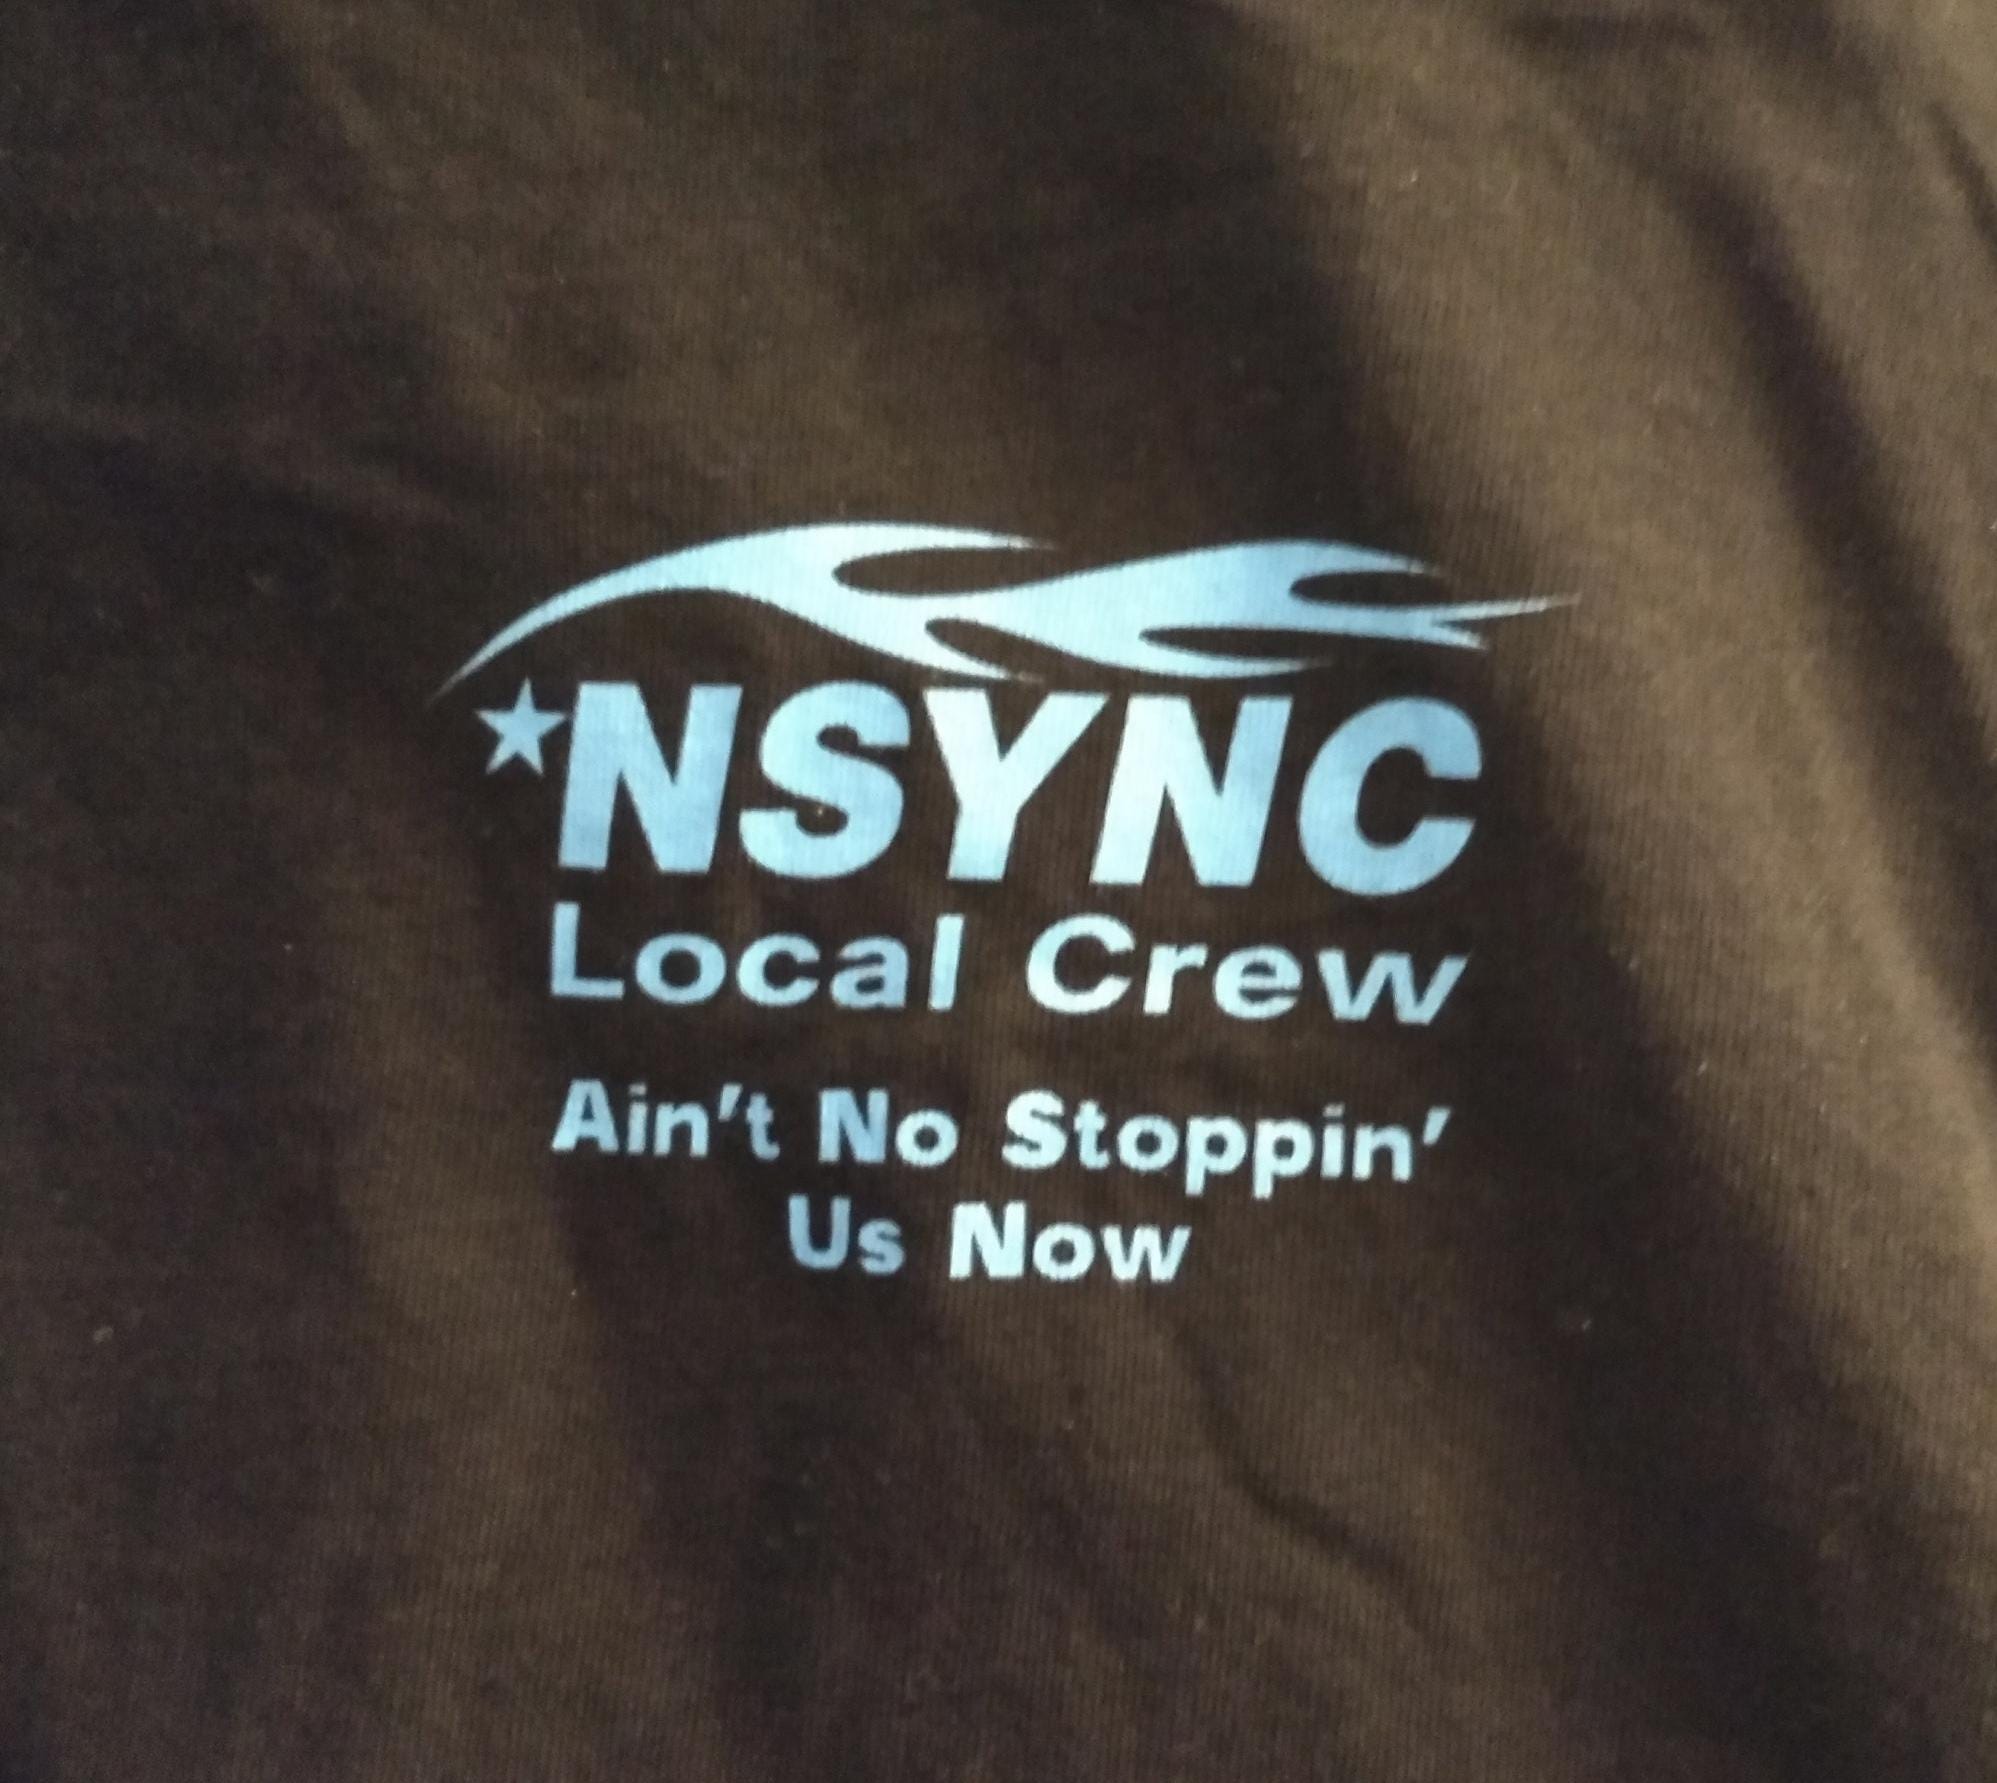 ★NSYNC
Local Crew
Ain't No Stoppin'
Us Now